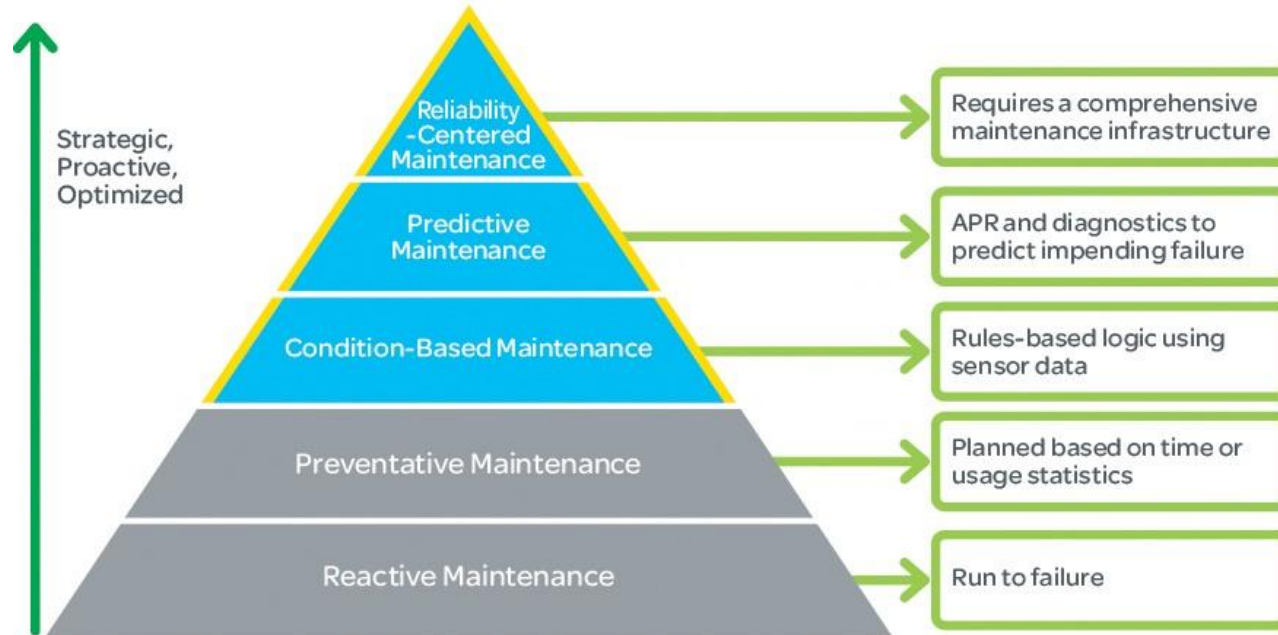 Strategic,
Proactive,
Optimized
Reliability
-Centered
Maintenance
Requires a comprehensive
maintenance infrastructure
Predictive
Maintenance
APR and diagnostics to
predict impending failure
Condition-Based Maintenance
Rules-based logic using
sensor data
Preventative Maintenance
Planned based on time or
usage statistics
Reactive Maintenance
Run to failure